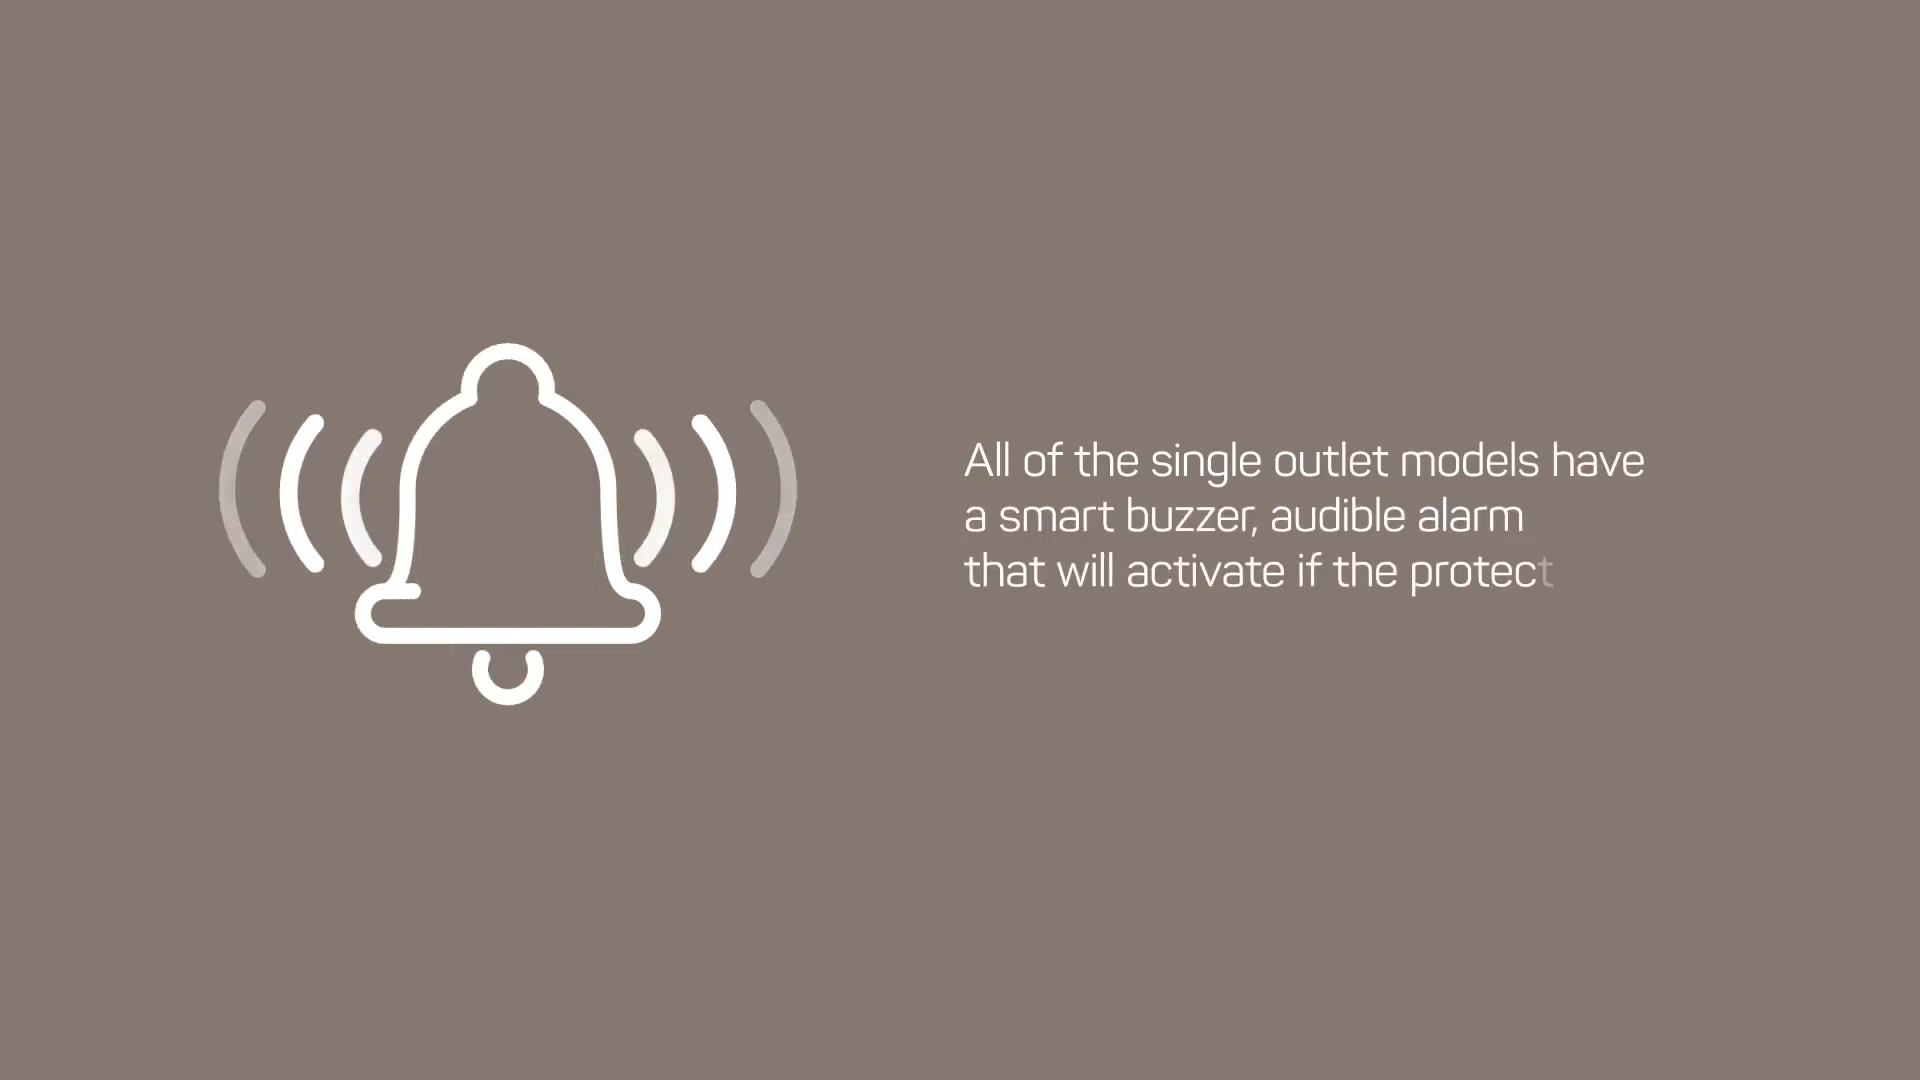 All of the single outlet models have
a smart buzzer, audible alarm
that will activate if the protect